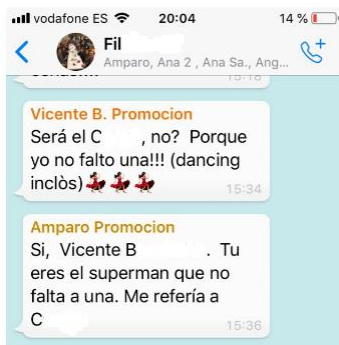 vodafone ES 20:04 14 %
Fil
Amparo, Ana 2 , Ana Sa., Ang...
15:18
Vicente B. Promocion
Será el C , no? Porque
yo no falto una!!! (dancing
inclòs)💃💃💃
15:34
Amparo Promocion
Si, Vicente B . Tu
eres el superman que no
falta a una. Me refería a
C
15:36